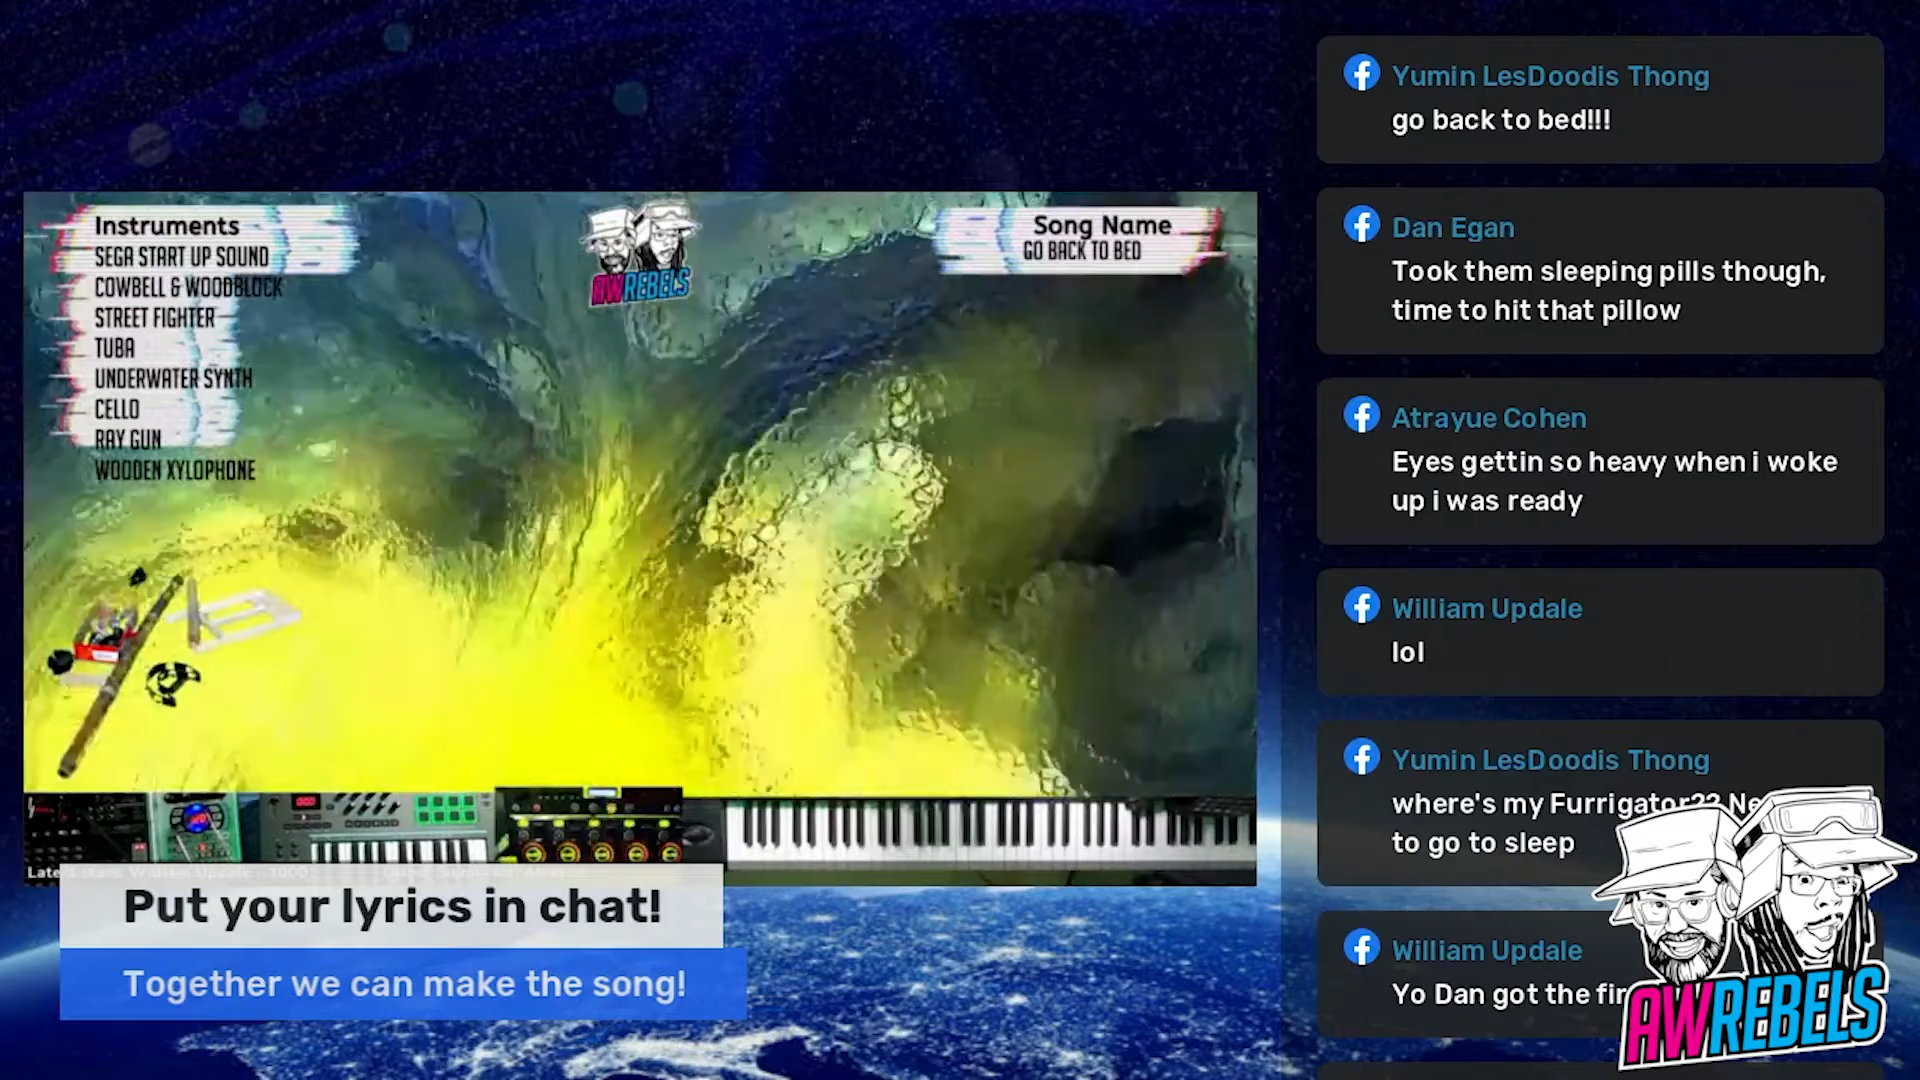 Instruments
SEGA START UP SOUND
COWBELL & WOODBLOCK
STREET FIGHTER
TUBA
UNDERWATER SYNTH
CELLO
RAY GUN
WOODEN XYLOPHONE
AWREBELS
Song Name
GO BACK TO BED
Put your lyrics in chat!
Together we can make the song!
Yumin LesDoodis Thong
go back to bed!!!
Dan Egan
Took them sleeping pills though,
time to hit that pillow
Atrayue Cohen
Eyes gettin so heavy when i woke
up i was ready
William Updale
lol
Yumin LesDoodis Thong
where's my Furrigator??
to go to sleep
William Updale
Yo Dan got the
AWREBELS